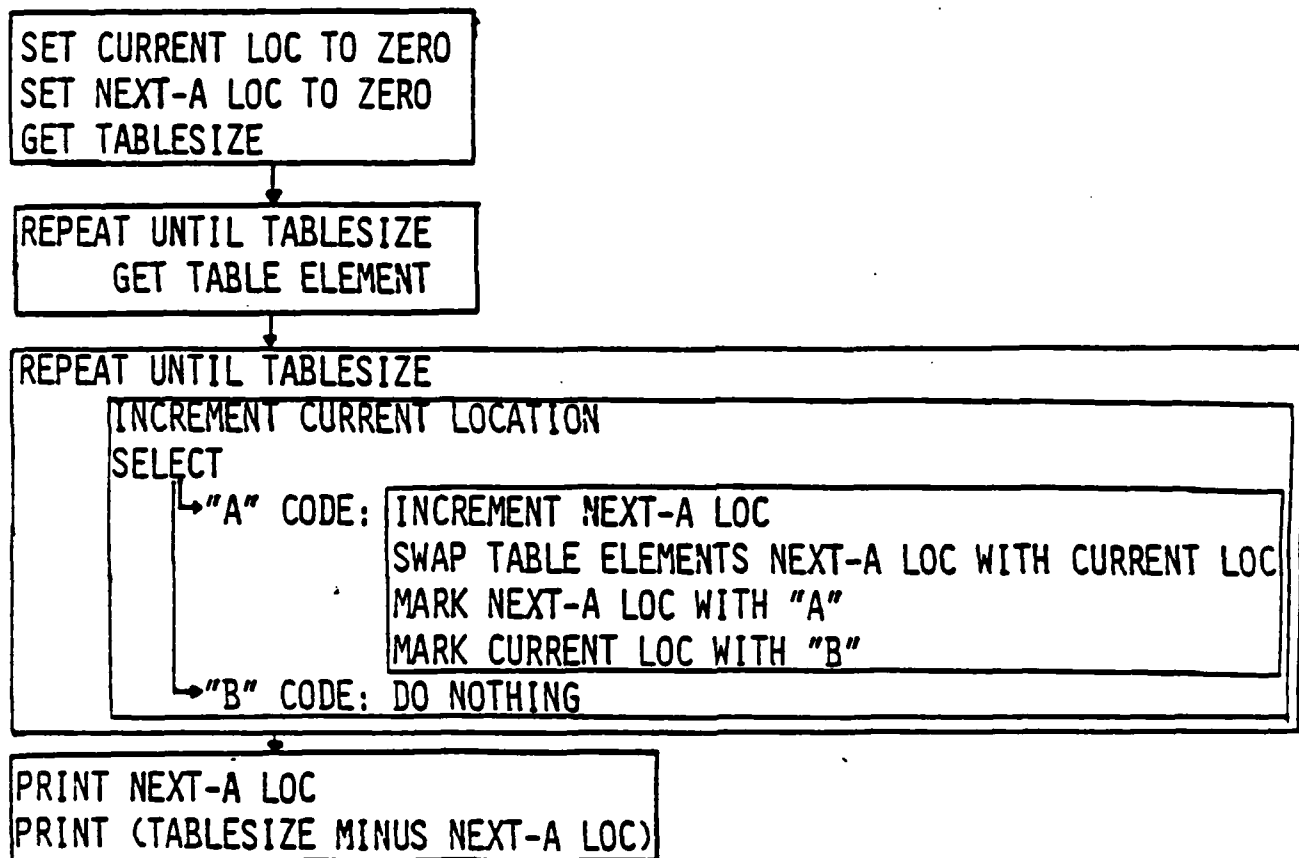 SET CURRENT LOC TO ZERO
SET NEXT-A LOC TO ZERO
GET TABLESIZE
REPEAT UNTIL TABLESIZE
GET TABLE ELEMENT
REPEAT UNTIL TABLESIZE
INCREMENT CURRENT LOCATION
SELECT
"A" CODE: INCREMENT NEXT-A LOC
SWAP TABLE ELEMENTS NEXT-A LOC WITH CURRENT LOC
MARK NEXT-A LOC WITH "A"
MARK CURRENT LOC WITH "B"
"B" CODE: DO NOTHING
PRINT NEXT-A LOC
PRINT (TABLESIZE MINUS NEXT-A LOC)